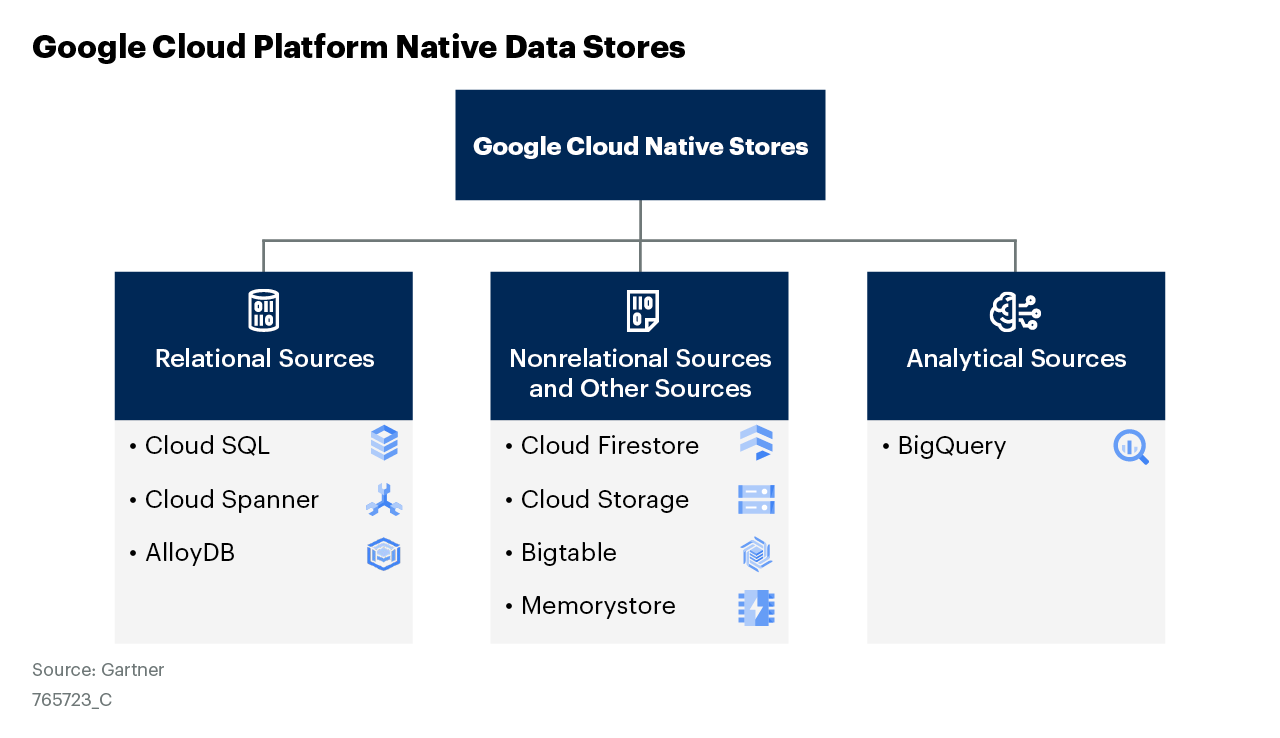 Google Cloud Platform Native Data Stores
Google Cloud Native Stores
Relational Sources
• Cloud SQL
• Cloud Spanner
• AlloyDB
Nonrelational Sources
and Other Sources
• Cloud Firestore
• Cloud Storage
• Bigtable
• Memorystore
Analytical Sources
• BigQuery
Source: Gartner
765723_C